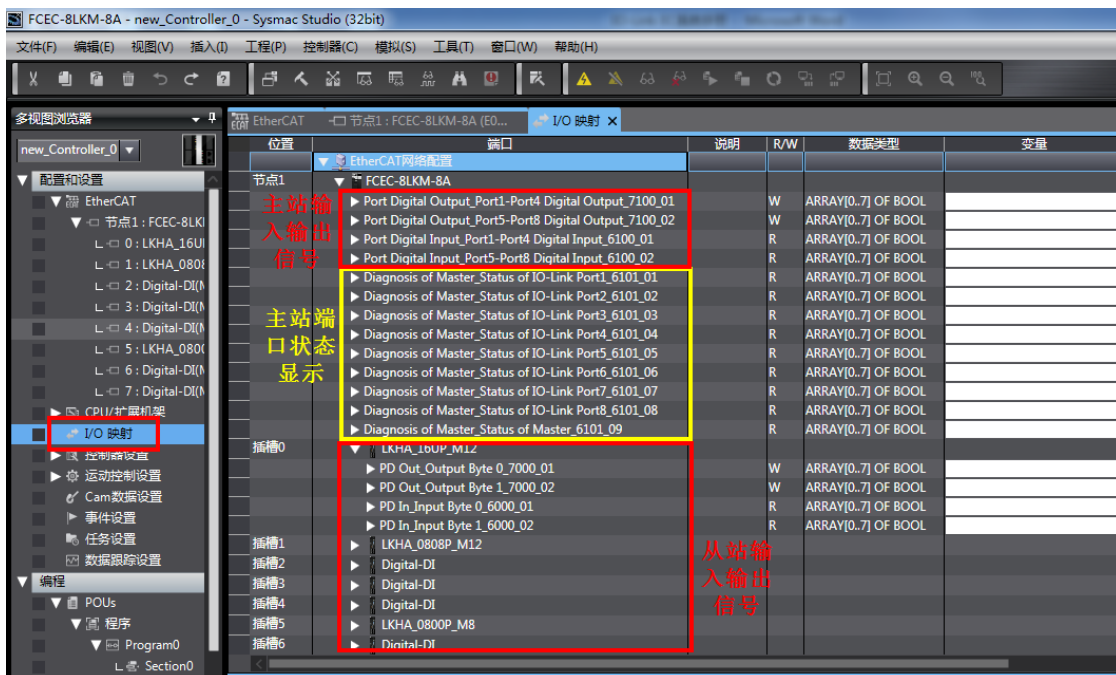 FCEC-8LKM-8A - new_Controller_0 - Sysmac Studio (32bit)
文件(F) 编辑(E) 视图(V) 插入(I) 工程(P) 控制器(C) 模拟(S) 工具(T) 窗口(W) 帮助(H)
多视图浏览器
new_Controller_0
配置和设置
EtherCAT
节点1 : FCEC-8LKI
0 : LKHA_16UI
1 : LKHA_0808
2 : Digital-DI(M
3 : Digital-DI(M
4 : Digital-DI(M
5 : LKHA_0800
6 : Digital-DI(M
7 : Digital-DI(M
CPU/扩展机架
I/O 映射
控制器设置
运动控制设置
Cam数据设置
事件设置
任务设置
数据跟踪设置
编程
POUs
程序
Program0
Section0
EtherCAT 节点1 : FCEC-8LKM-8A (E0... I/O 映射
位置 端口 说明 R/W 数据类型 变量
EtherCAT网络配置
节点1 FCEC-8LKM-8A
Port Digital Output_Port1-Port4 Digital Output_7100_01 W ARRAY[0..7] OF BOOL
Port Digital Output_Port5-Port8 Digital Output_7100_02 W ARRAY[0..7] OF BOOL
Port Digital Input_Port1-Port4 Digital Input_6100_01 R ARRAY[0..7] OF BOOL
Port Digital Input_Port5-Port8 Digital Input_6100_02 R ARRAY[0..7] OF BOOL
主站输
入输出
信号
Diagnosis of Master_Status of IO-Link Port1_6101_01 R ARRAY[0..7] OF BOOL
Diagnosis of Master_Status of IO-Link Port2_6101_02 R ARRAY[0..7] OF BOOL
Diagnosis of Master_Status of IO-Link Port3_6101_03 R ARRAY[0..7] OF BOOL
Diagnosis of Master_Status of IO-Link Port4_6101_04 R ARRAY[0..7] OF BOOL
Diagnosis of Master_Status of IO-Link Port5_6101_05 R ARRAY[0..7] OF BOOL
Diagnosis of Master_Status of IO-Link Port6_6101_06 R ARRAY[0..7] OF BOOL
Diagnosis of Master_Status of IO-Link Port7_6101_07 R ARRAY[0..7] OF BOOL
Diagnosis of Master_Status of IO-Link Port8_6101_08 R ARRAY[0..7] OF BOOL
Diagnosis of Master_Status of Master_6101_09 R ARRAY[0..7] OF BOOL
主站端
口状态
显示
插槽0 LKHA_16UP_M12
PD Out_Output Byte 0_7000_01 W ARRAY[0..7] OF BOOL
PD Out_Output Byte 1_7000_02 W ARRAY[0..7] OF BOOL
PD In_Input Byte 0_6000_01 R ARRAY[0..7] OF BOOL
PD In_Input Byte 1_6000_02 R ARRAY[0..7] OF BOOL
插槽1 LKHA_0808P_M12
插槽2 Digital-DI
插槽3 Digital-DI
插槽4 Digital-DI
插槽5 LKHA_0800P_M8
插槽6 Digital-DI
从站输
入输出
信号